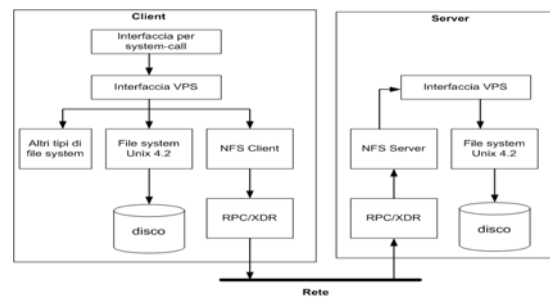 Client
Server
Interfaccia per
system-call
Interfaccia VPS
Interfaccia VPS
Altri tipi di
file system
File system
Unix 4.2
NFS Client
NFS Server
File system
Unix 4.2
disco
RPC/XDR
RPC/XDR
disco
Rete